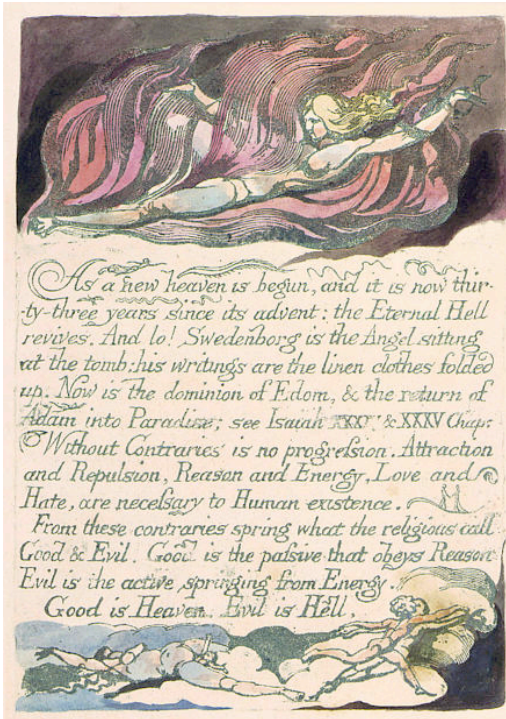 As a new heaven is begun, and it is now thir-
-ty-three years since its advent: the Eternal Hell
revives. And lo! Swedenborg is the Angel sitting
at the tomb: his writings are the linen clothes folded
up. Now is the dominion of Edom, & the return of
Adam into Paradise; see Isaiah XXXIV & XXXV Chap:
Without Contraries is no progreſsion. Attraction
and Repulsion, Reason and Energy, Love and
Hate, are neceſsary to Human existence.
From these contraries spring what the religious call
Good & Evil. Good is the paſsive that obeys Reason
Evil is the active springing from Energy.
Good is Heaven. Evil is Hell.